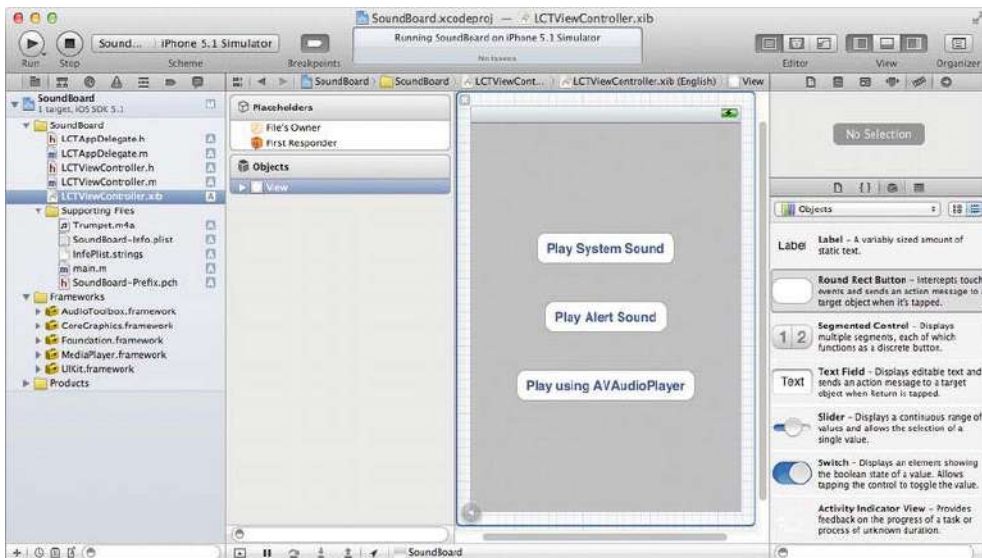 SoundBoard.xcodeproj — LCTViewController.xib
Sound... iPhone 5.1 Simulator
Running SoundBoard on iPhone 5.1 Simulator
No Issues
Run Stop Scheme Breakpoints Editor View Organizer
SoundBoard SoundBoard LCTViewCont... LCTViewController.xib (English) View
SoundBoard
1 target, iOS SDK 5.1
SoundBoard
LCTAppDelegate.h
LCTAppDelegate.m
LCTViewController.h
LCTViewController.m
LCTViewController.xib
Supporting Files
Trumpet.m4a
SoundBoard-Info.plist
InfoPlist.strings
main.m
SoundBoard-Prefix.pch
Frameworks
AudioToolbox.framework
CoreGraphics.framework
Foundation.framework
MediaPlayer.framework
UIKit.framework
Products
Placeholders
File's Owner
First Responder
Objects
View
Play System Sound
Play Alert Sound
Play using AVAudioPlayer
SoundBoard
No Selection
Objects
Label
Label - A variably sized amount of
static text.
Round Rect Button - Intercepts touch
events and sends an action message to a
target object when it's tapped.
1 2
Segmented Control - Displays
multiple segments, each of which
functions as a discrete button.
Text
Text Field - Displays editable text and
sends an action message to a target
object when Return is tapped.
Slider - Displays a continuous range of
values and allows the selection of a
single value.
Switch - Displays an element showing
the boolean state of a value. Allows
tapping the control to toggle the value.
Activity Indicator View - Provides
feedback on the progress of a task or
process of unknown duration.